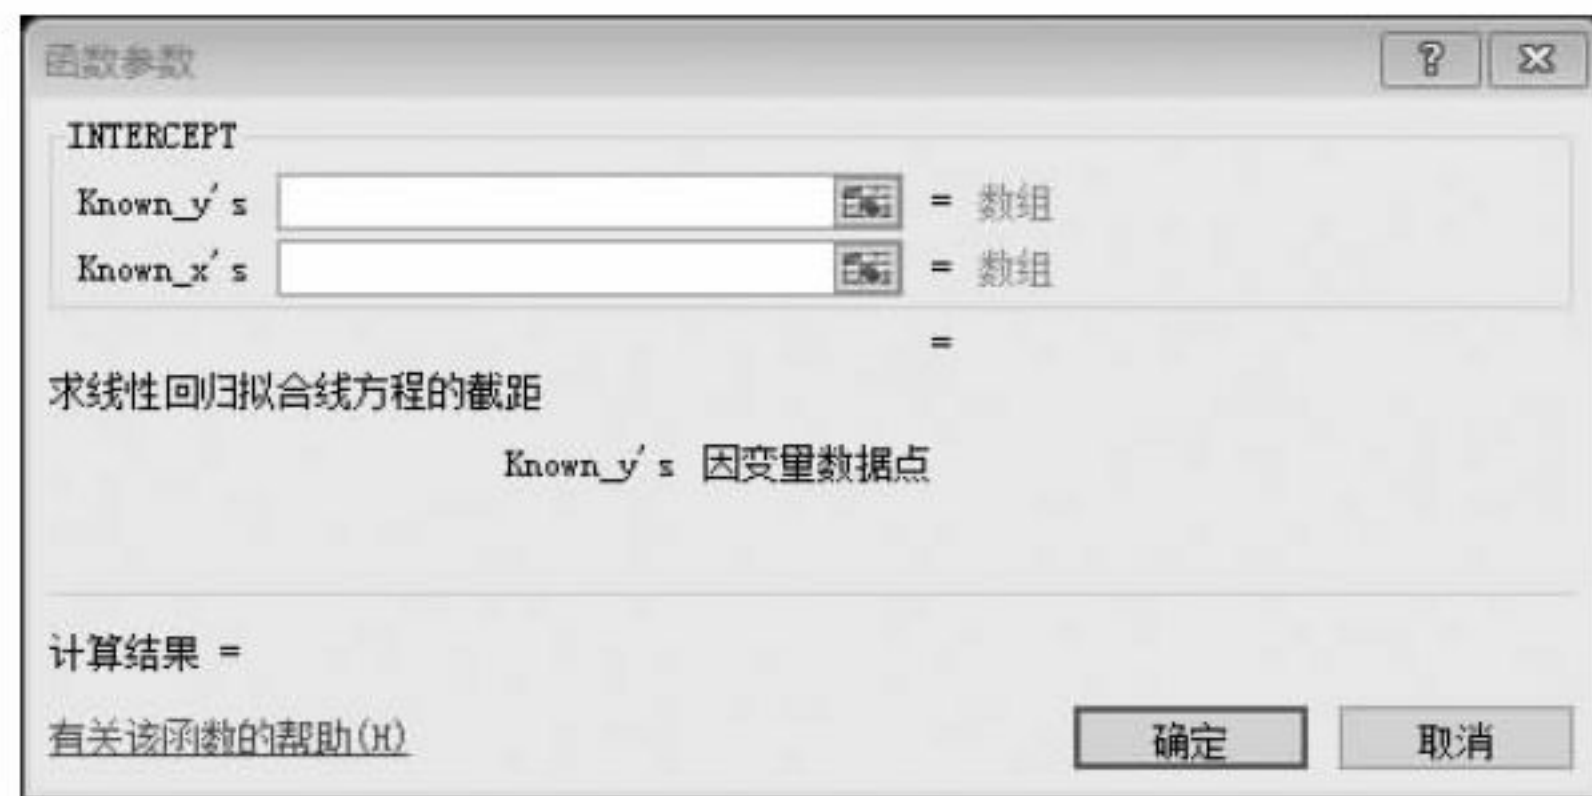 函数参数
INTERCEPT
Known_y's = 数组
Known_x's = 数组
=
求线性回归拟合线方程的截距
Known_y's 因变量数据点
计算结果 =
有关该函数的帮助(H)
确定 取消